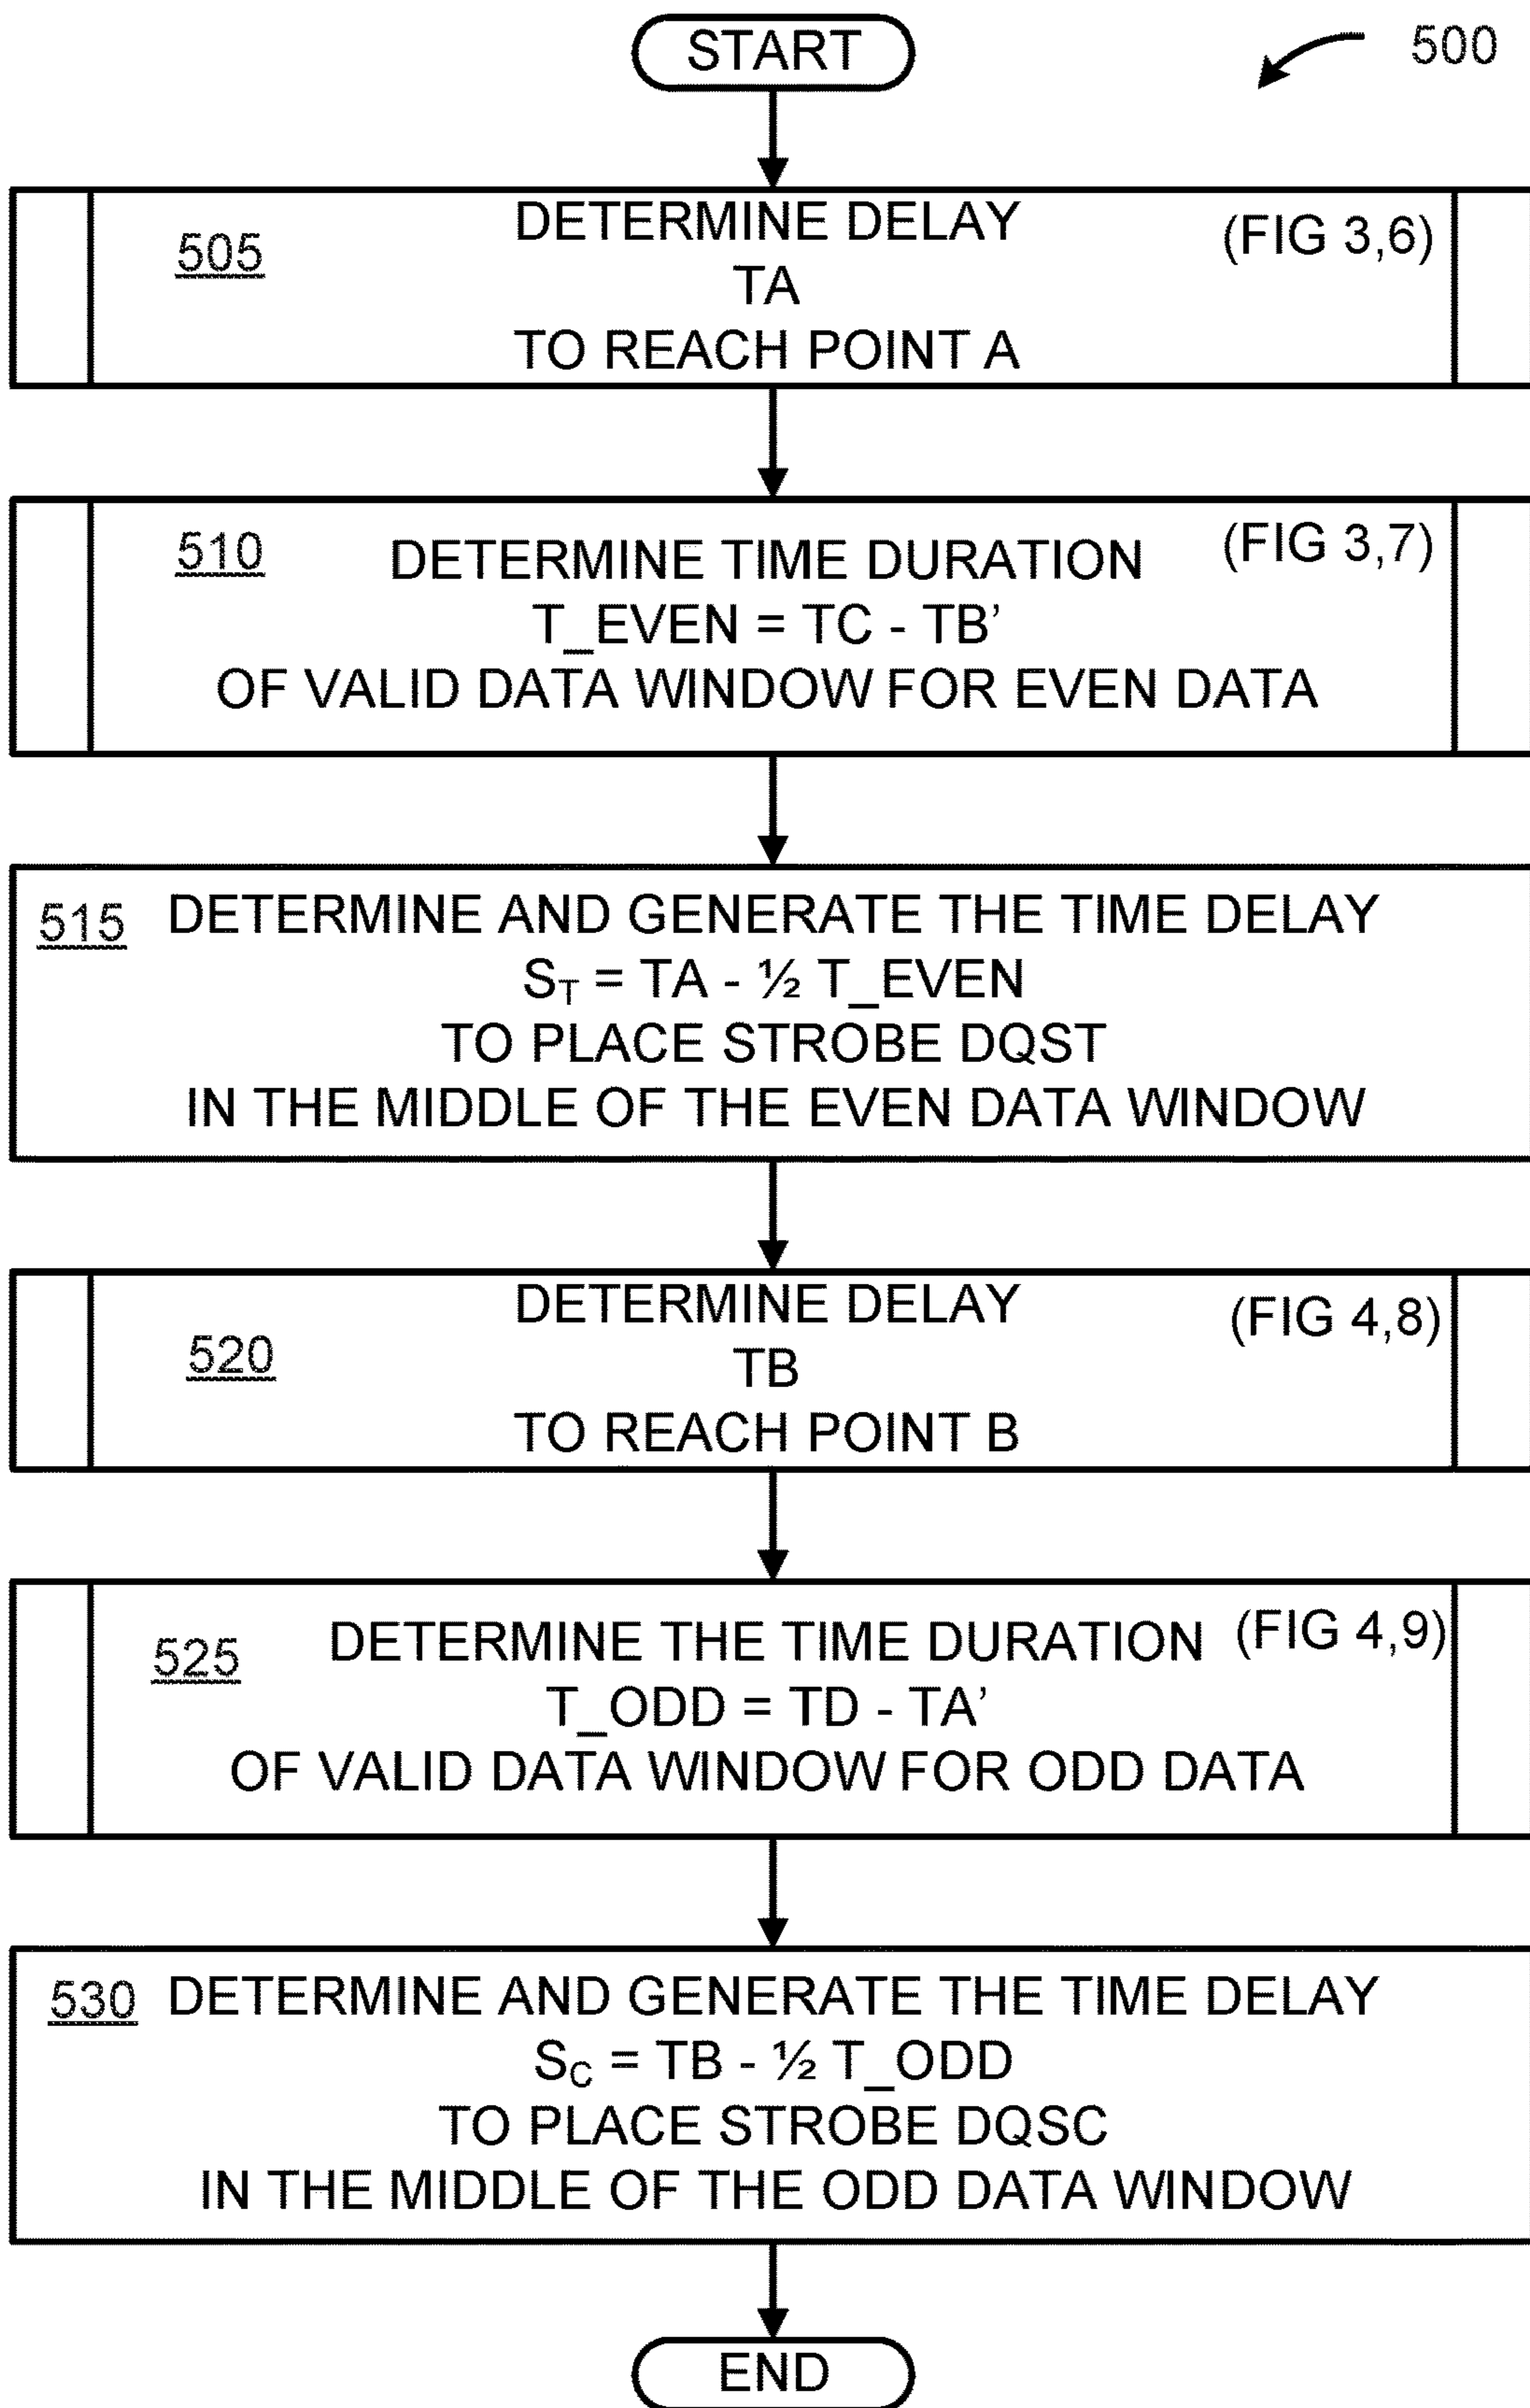 START
500
505
DETERMINE DELAY
(FIG 3,6)
TA
TO REACH POINT A
510
DETERMINE TIME DURATION
(FIG 3,7)
T_EVEN = TC - TB’
OF VALID DATA WINDOW FOR EVEN DATA
515
DETERMINE AND GENERATE THE TIME DELAY
S_T = TA - ½ T_EVEN
TO PLACE STROBE DQST
IN THE MIDDLE OF THE EVEN DATA WINDOW
520
DETERMINE DELAY
(FIG 4,8)
TB
TO REACH POINT B
525
DETERMINE THE TIME DURATION
(FIG 4,9)
T_ODD = TD - TA’
OF VALID DATA WINDOW FOR ODD DATA
530
DETERMINE AND GENERATE THE TIME DELAY
S_C = TB - ½ T_ODD
TO PLACE STROBE DQSC
IN THE MIDDLE OF THE ODD DATA WINDOW
END